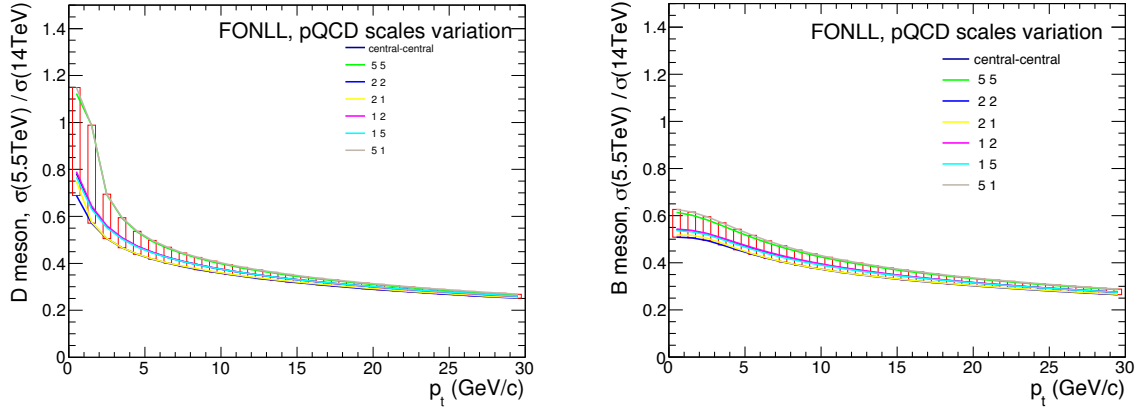 D meson, σ(5.5TeV) / σ(14TeV)
1.4
1.2
1
0.8
0.6
0.4
0.2
0
FONLL, pQCD scales variation
central-central
5 5
2 2
2 1
1 2
1 5
5 1
0 5 10 15 20 25 30
p_t (GeV/c)
B meson, σ(5.5TeV) / σ(14TeV)
1.4
1.2
1
0.8
0.6
0.4
0.2
0
FONLL, pQCD scales variation
central-central
5 5
2 2
2 1
1 2
1 5
5 1
0 5 10 15 20 25 30
p_t (GeV/c)